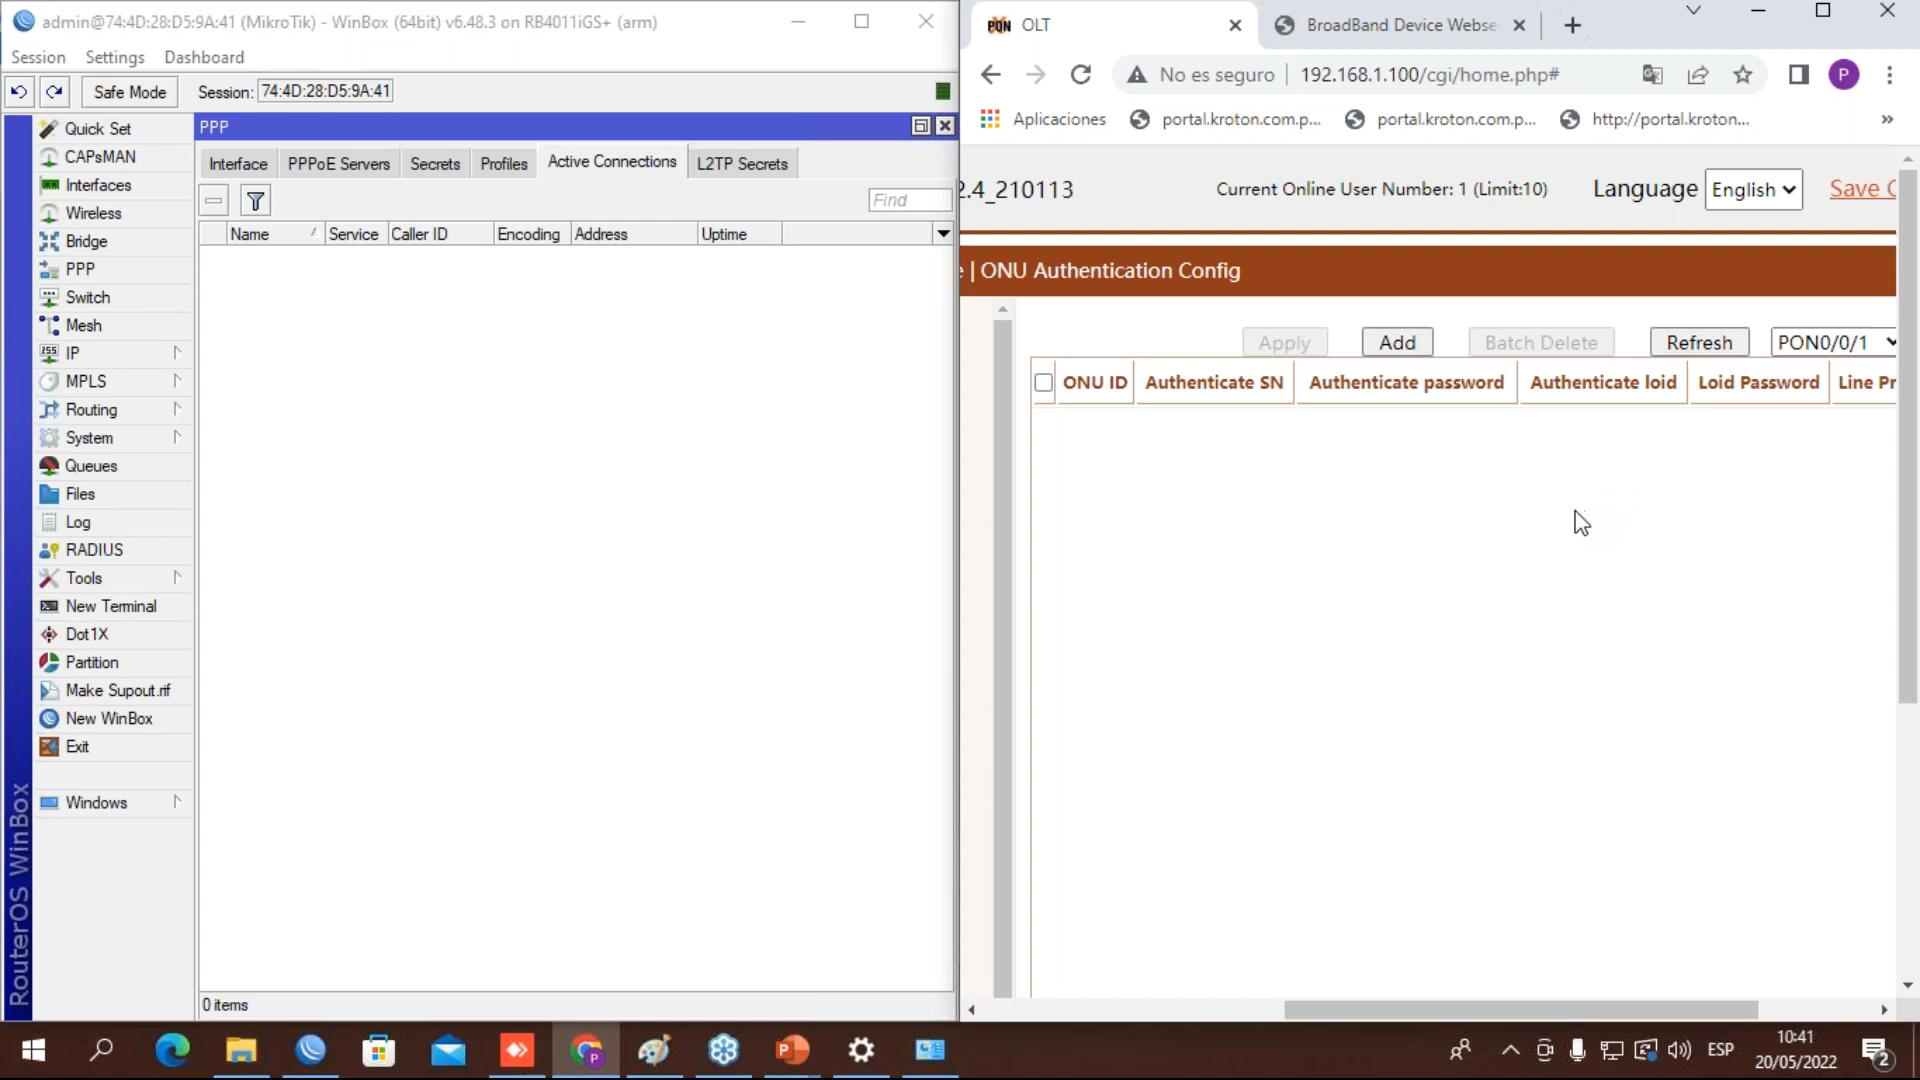 admin@74:4D:28:D5:9A:41 (MikroTik) - WinBox (64bit) v6.48.3 on RB4011iGS+ (arm)
Session Settings Dashboard
Safe Mode Session: 74:4D:28:D5:9A:41
Quick Set
CAPsMAN
Interfaces
Wireless
Bridge
PPP
Switch
Mesh
IP
MPLS
Routing
System
Queues
Files
Log
RADIUS
Tools
New Terminal
Dot1X
Partition
Make Supout.rif
New WinBox
Exit
Windows
RouterOS WinBox
PPP
Interface PPPoE Servers Secrets Profiles Active Connections L2TP Secrets
Find
Name Service Caller ID Encoding Address Uptime
0 items
PON OLT
BroadBand Device Webse
No es seguro 192.168.1.100/cgi/home.php#
P
Aplicaciones portal.kroton.com.p... portal.kroton.com.p... http://portal.kroton... »
2.4_210113 Current Online User Number: 1 (Limit:10) Language English Save C
e | ONU Authentication Config
Apply Add Batch Delete Refresh PON0/0/1
ONU ID Authenticate SN Authenticate password Authenticate loid Loid Password Line Pr
ESP
10:41
20/05/2022
2